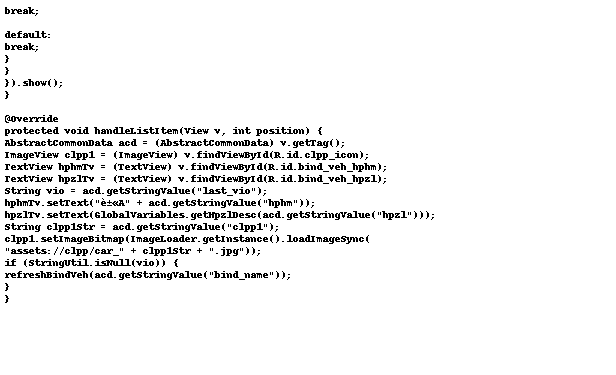 break;
default:
break;
}
}
}).show();
}
@Override
protected void handleListItem(View v, int position) {
AbstractCommonData acd = (AbstractCommonData) v.getTag();
ImageView clpp1 = (ImageView) v.findViewById(R.id.clpp_icon);
TextView hphmTv = (TextView) v.findViewById(R.id.bind_veh_hphm);
TextView hpzlTv = (TextView) v.findViewById(R.id.bind_veh_hpzl);
String vio = acd.getStringValue("last_vio");
hphmTv.setText("è±«A" + acd.getStringValue("hphm"));
hpzlTv.setText(GlobalVariables.getHpzlDesc(acd.getStringValue("hpzl")));
String clpp1Str = acd.getStringValue("clpp1");
clpp1.setImageBitmap(ImageLoader.getInstance().loadImageSync(
"assets://clpp/car_" + clpp1Str + ".jpg"));
if (StringUtil.isNull(vio)) {
refreshBindVeh(acd.getStringValue("bind_name"));
}
}